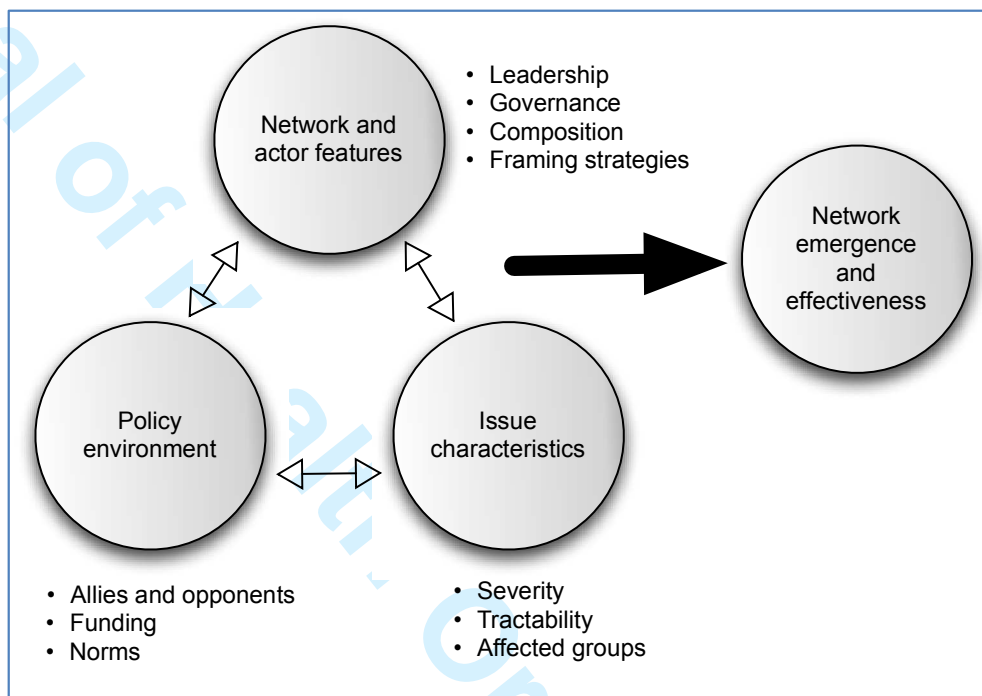 Network and
actor features
• Leadership
• Governance
• Composition
• Framing strategies
Network
emergence
and
effectiveness
Policy
environment
Issue
characteristics
• Allies and opponents
• Funding
• Norms
• Severity
• Tractability
• Affected groups